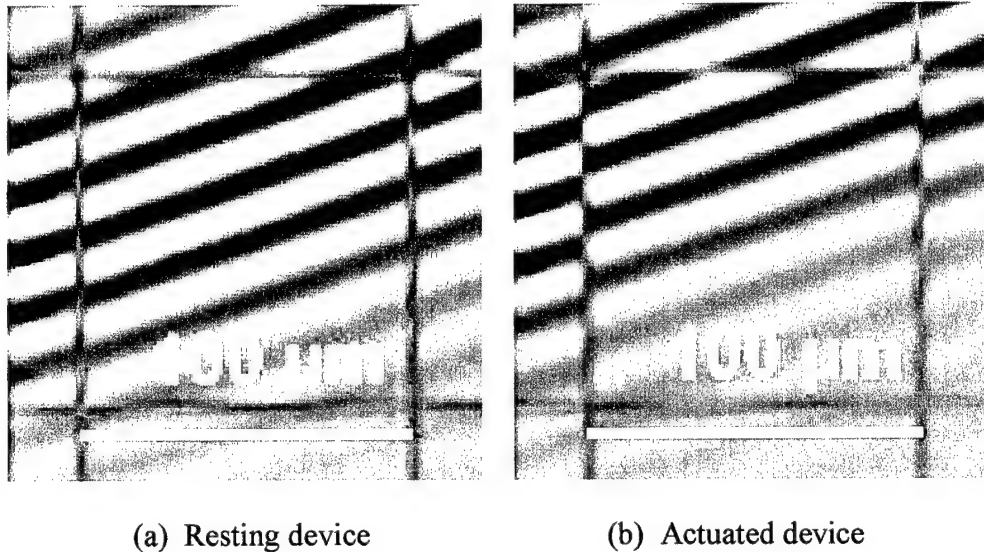 100 μm
100 μm
(a) Resting device
(b) Actuated device